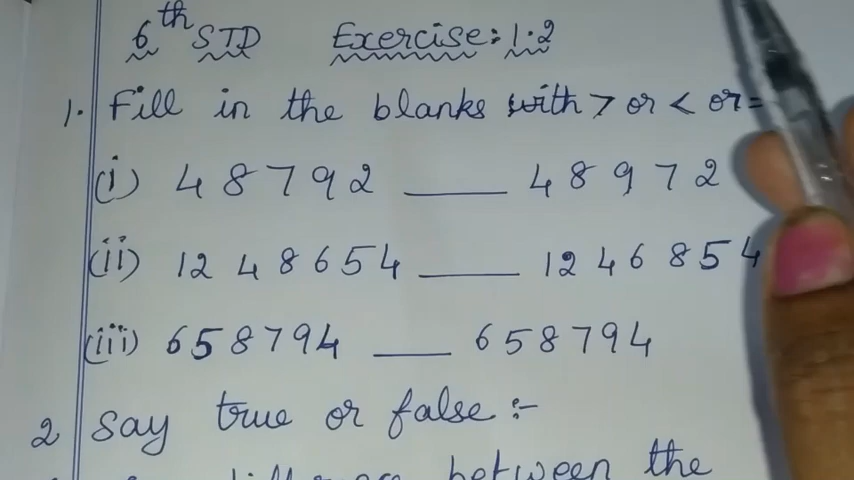 6th STD Exercise: 1.2
1. Fill in the blanks with > or < or =
(i) 48792 ____ 48972
(ii) 1248654 ____ 1246854
(iii) 658794 ____ 658794
2 Say true or false :-
between the